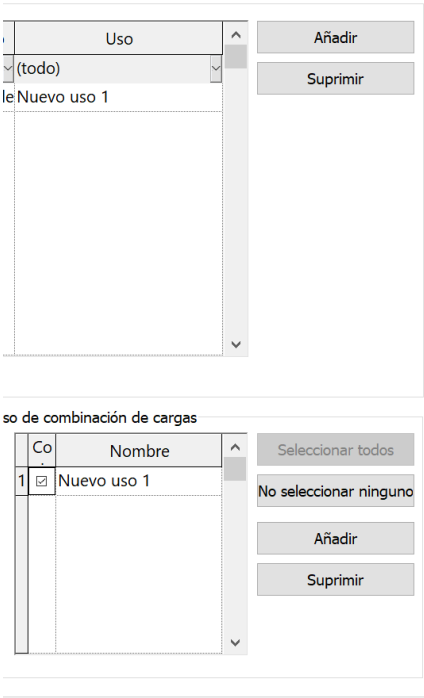 Uso
Añadir
(todo)
Suprimir
le Nuevo uso 1
so de combinación de cargas
Co
Nombre
Seleccionar todos
1 Nuevo uso 1
No seleccionar ninguno
Añadir
Suprimir